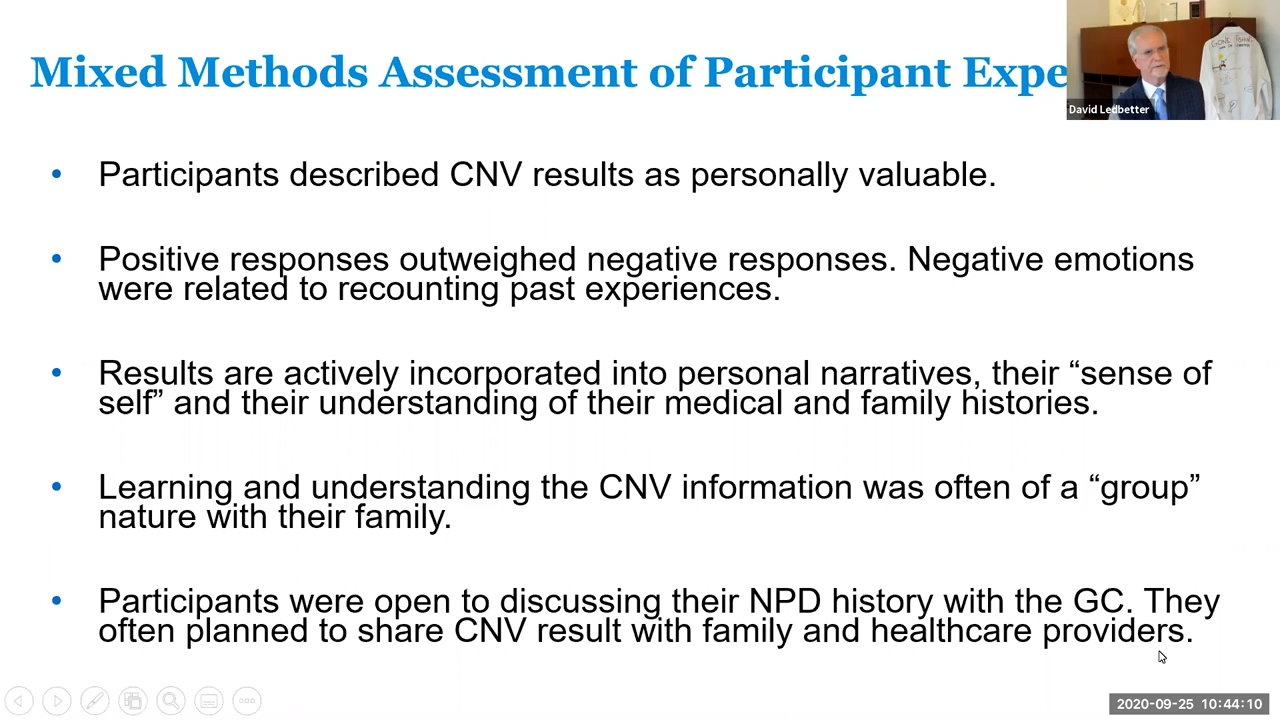 Mixed Methods Assessment of Participant Expe
David Ledbetter
• Participants described CNV results as personally valuable.
• Positive responses outweighed negative responses. Negative emotions
were related to recounting past experiences.
• Results are actively incorporated into personal narratives, their “sense of
self” and their understanding of their medical and family histories.
• Learning and understanding the CNV information was often of a “group”
nature with their family.
• Participants were open to discussing their NPD history with the GC. They
often planned to share CNV result with family and healthcare providers.
2020-09-25 10:44:10